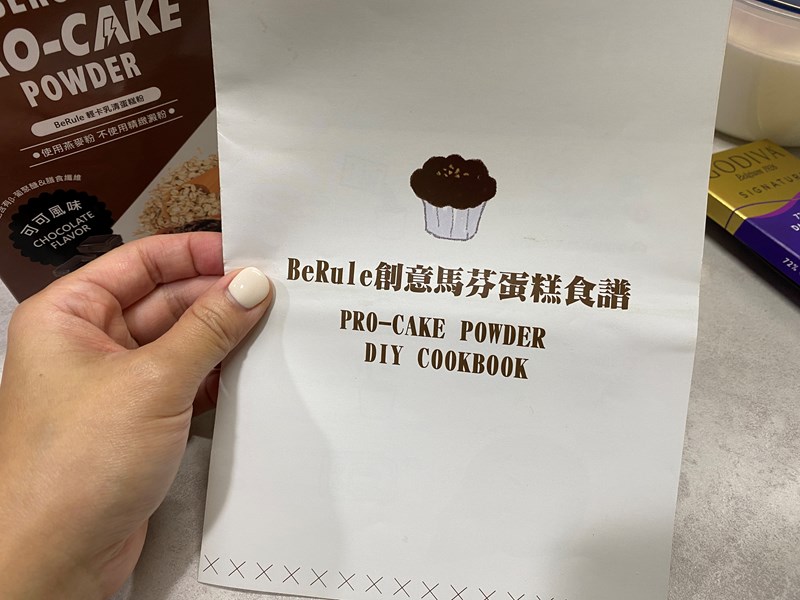 PRO-CAKE
POWDER
BeRule 輕卡乳清蛋糕粉
使用燕麥粉 不使用精緻澱粉
可可風味
CHOCOLATE
FLAVOR
BeRule創意馬芬蛋糕食譜
PRO-CAKE POWDER
DIY COOKBOOK
GODIVA
SIGNATU
72%